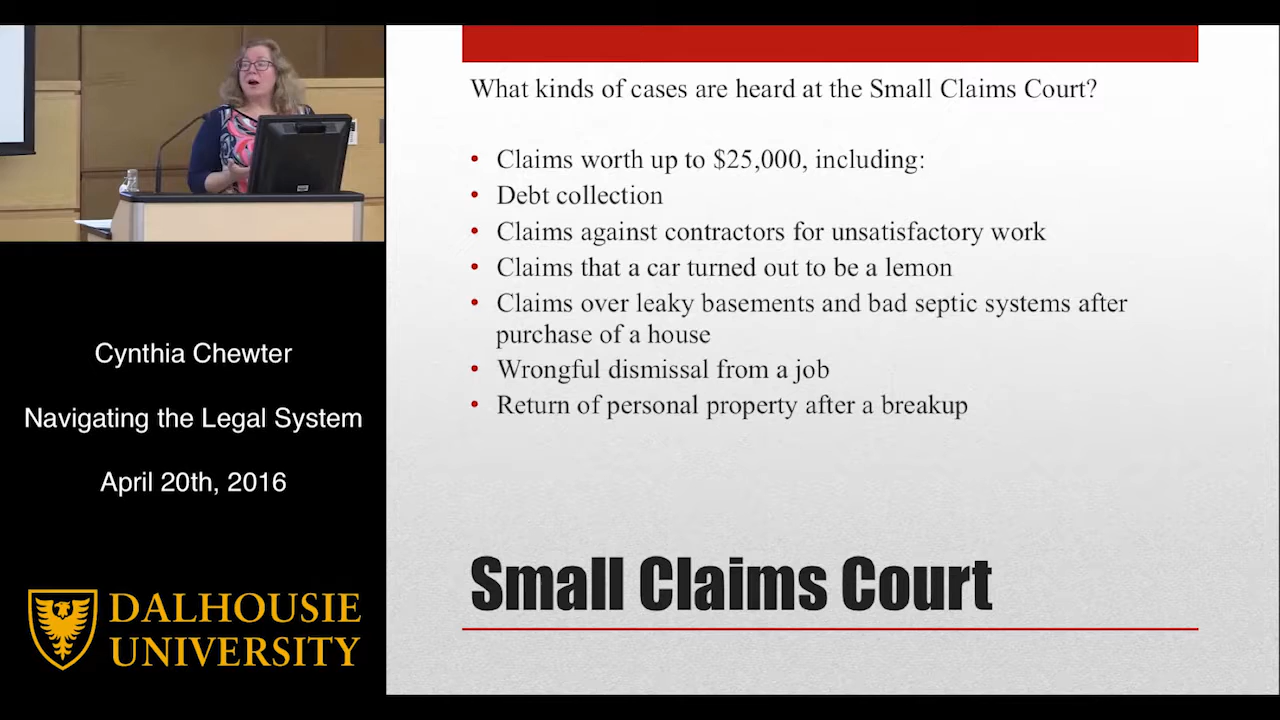 Cynthia Chewter
Navigating the Legal System
April 20th, 2016
DALHOUSIE
UNIVERSITY
What kinds of cases are heard at the Small Claims Court?
• Claims worth up to $25,000, including:
• Debt collection
• Claims against contractors for unsatisfactory work
• Claims that a car turned out to be a lemon
• Claims over leaky basements and bad septic systems after
purchase of a house
• Wrongful dismissal from a job
• Return of personal property after a breakup
Small Claims Court